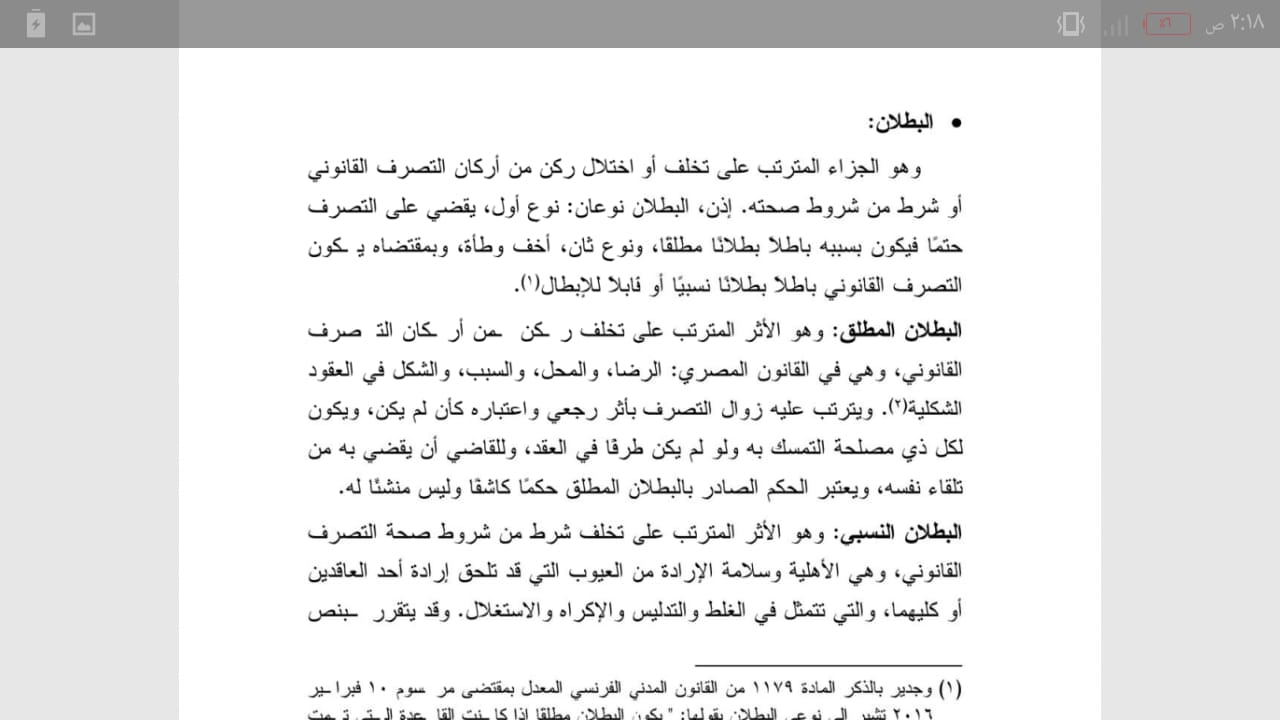 ٢:١٨ ص
٪٦
• البطلان:
وهو الجزاء المترتب على تخلف أو اختلال ركن من أركان التصرف القانوني
أو شرط من شروط صحته. إذن، البطلان نوعان: نوع أول، يقضي على التصرف
حتمًا فيكون بسببه باطلاً بطلانًا مطلقًا، ونوع ثان، أخف وطأة، وبمقتضاه يكون
التصرف القانوني باطلاً بطلانًا نسبيًا أو قابلاً للإبطال(١).
البطلان المطلق: وهو الأثر المترتب على تخلف ركن من أركان التصرف
القانوني، وهي في القانون المصري: الرضا، والمحل، والسبب، والشكل في العقود
الشكلية(٢). ويترتب عليه زوال التصرف بأثر رجعي واعتباره كأن لم يكن، ويكون
لكل ذي مصلحة التمسك به ولو لم يكن طرفًا في العقد، وللقاضي أن يقضي به من
تلقاء نفسه، ويعتبر الحكم الصادر بالبطلان المطلق حكمًا كاشفًا وليس منشئًا له.
البطلان النسبي: وهو الأثر المترتب على تخلف شرط من شروط صحة التصرف
القانوني، وهي الأهلية وسلامة الإرادة من العيوب التي قد تلحق إرادة أحد العاقدين
أو كليهما، والتي تتمثل في الغلط والتدليس والإكراه والاستغلال. وقد يتقرر بنص
(١) وجدير بالذكر المادة ١١٧٩ من القانون المدني الفرنسي المعدل بمقتضى مرسوم ١٠ فبراير
٢٠١٦ تشير إلى نوعي البطلان بقولها: " يكون البطلان مطلقًا إذا كانت القاعدة التي تمت